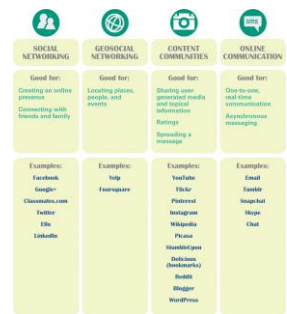 sms
SOCIAL
NETWORKING
GEOSOCIAL
NETWORKING
CONTENT
COMMUNITIES
ONLINE
COMMUNICATION
Good for:
Creating an online
presence
Connecting with
friends and family
Good for:
Locating places,
people, and
events
Good for:
Sharing user-
generated media
and topical
information
Ratings
Spreading a
message
Good for:
One-to-one,
real-time
communication
Asynchronous
messaging
Examples:
Facebook
Google+
Classmates.com
Twitter
Ello
LinkedIn
Examples:
Yelp
Foursquare
Examples:
YouTube
Flickr
Pinterest
Instagram
Wikipedia
Picasa
StumbleUpon
Delicious
(bookmarks)
Reddit
Blogger
WordPress
Examples:
Email
Tumblr
Snapchat
Skype
Chat